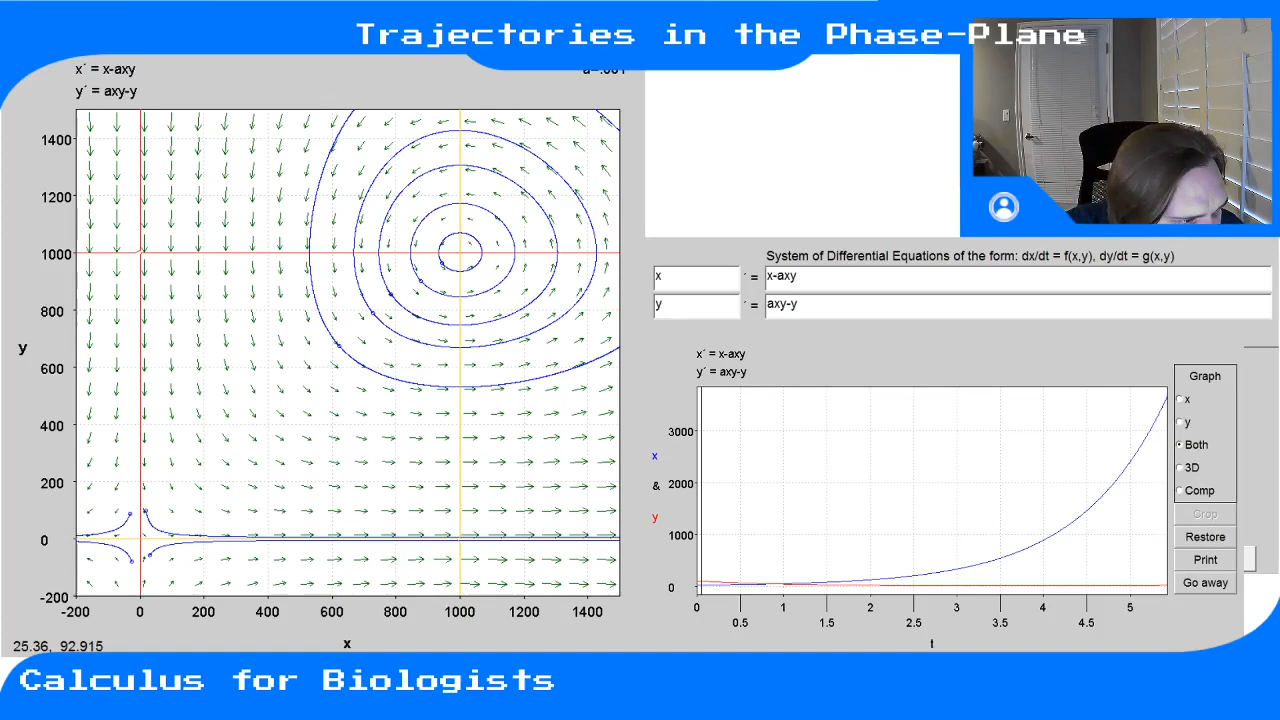 Trajectories in the Phase-Plane
x´ = x-axy
y´ = axy-y
1400
1200
1000
800
600
400
200
0
-200
y
-200 0 200 400 600 800 1000 1200 1400
x
25.36, 92.915
System of Differential Equations of the form: dx/dt = f(x,y), dy/dt = g(x,y)
x ´ = x-axy
y ´ = axy-y
x´ = x-axy
y´ = axy-y
3000
2000
1000
0
x
&
y
0 1 2 3 4 5
0.5 1.5 2.5 3.5 4.5
t
Graph
x
y
Both
3D
Comp
Crop
Restore
Print
Go away
Calculus for Biologists